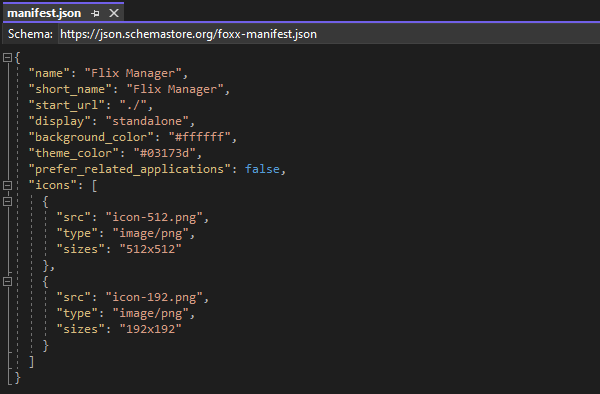 manifest.json
Schema: https://json.schemastore.org/foxx-manifest.json
{
"name": "Flix Manager",
"short_name": "Flix Manager",
"start_url": "./",
"display": "standalone",
"background_color": "#ffffff",
"theme_color": "#03173d",
"prefer_related_applications": false,
"icons": [
{
"src": "icon-512.png",
"type": "image/png",
"sizes": "512x512"
},
{
"src": "icon-192.png",
"type": "image/png",
"sizes": "192x192"
}
]
}